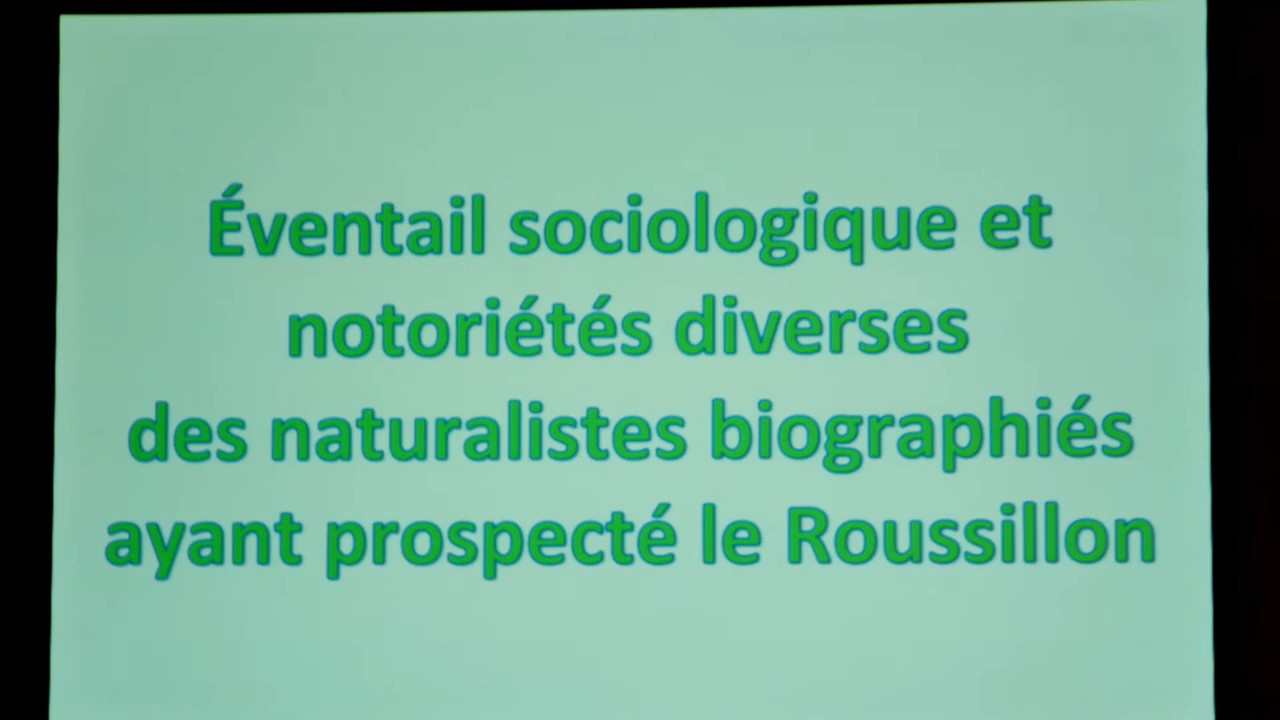 Éventail sociologique et
notoriétés diverses
des naturalistes biographiés
ayant prospecté le Roussillon